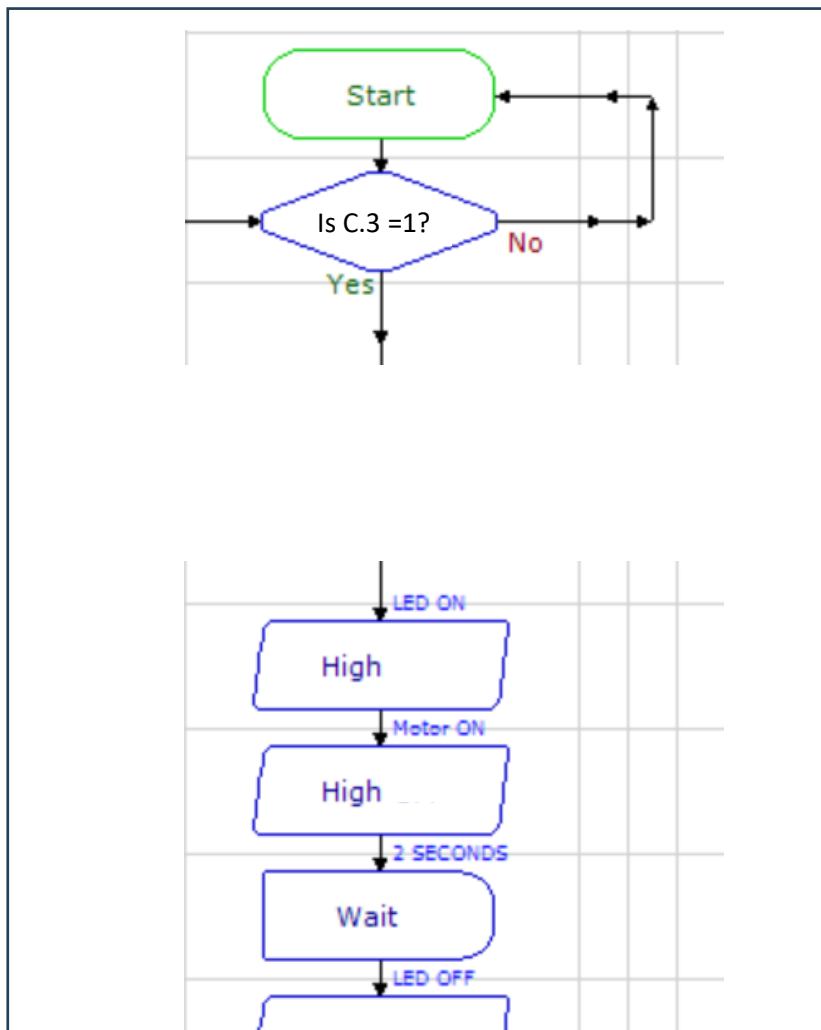 Start
Is C.3 =1?
No
Yes
LED ON
High
Motor ON
High
2 SECONDS
Wait
LED OFF